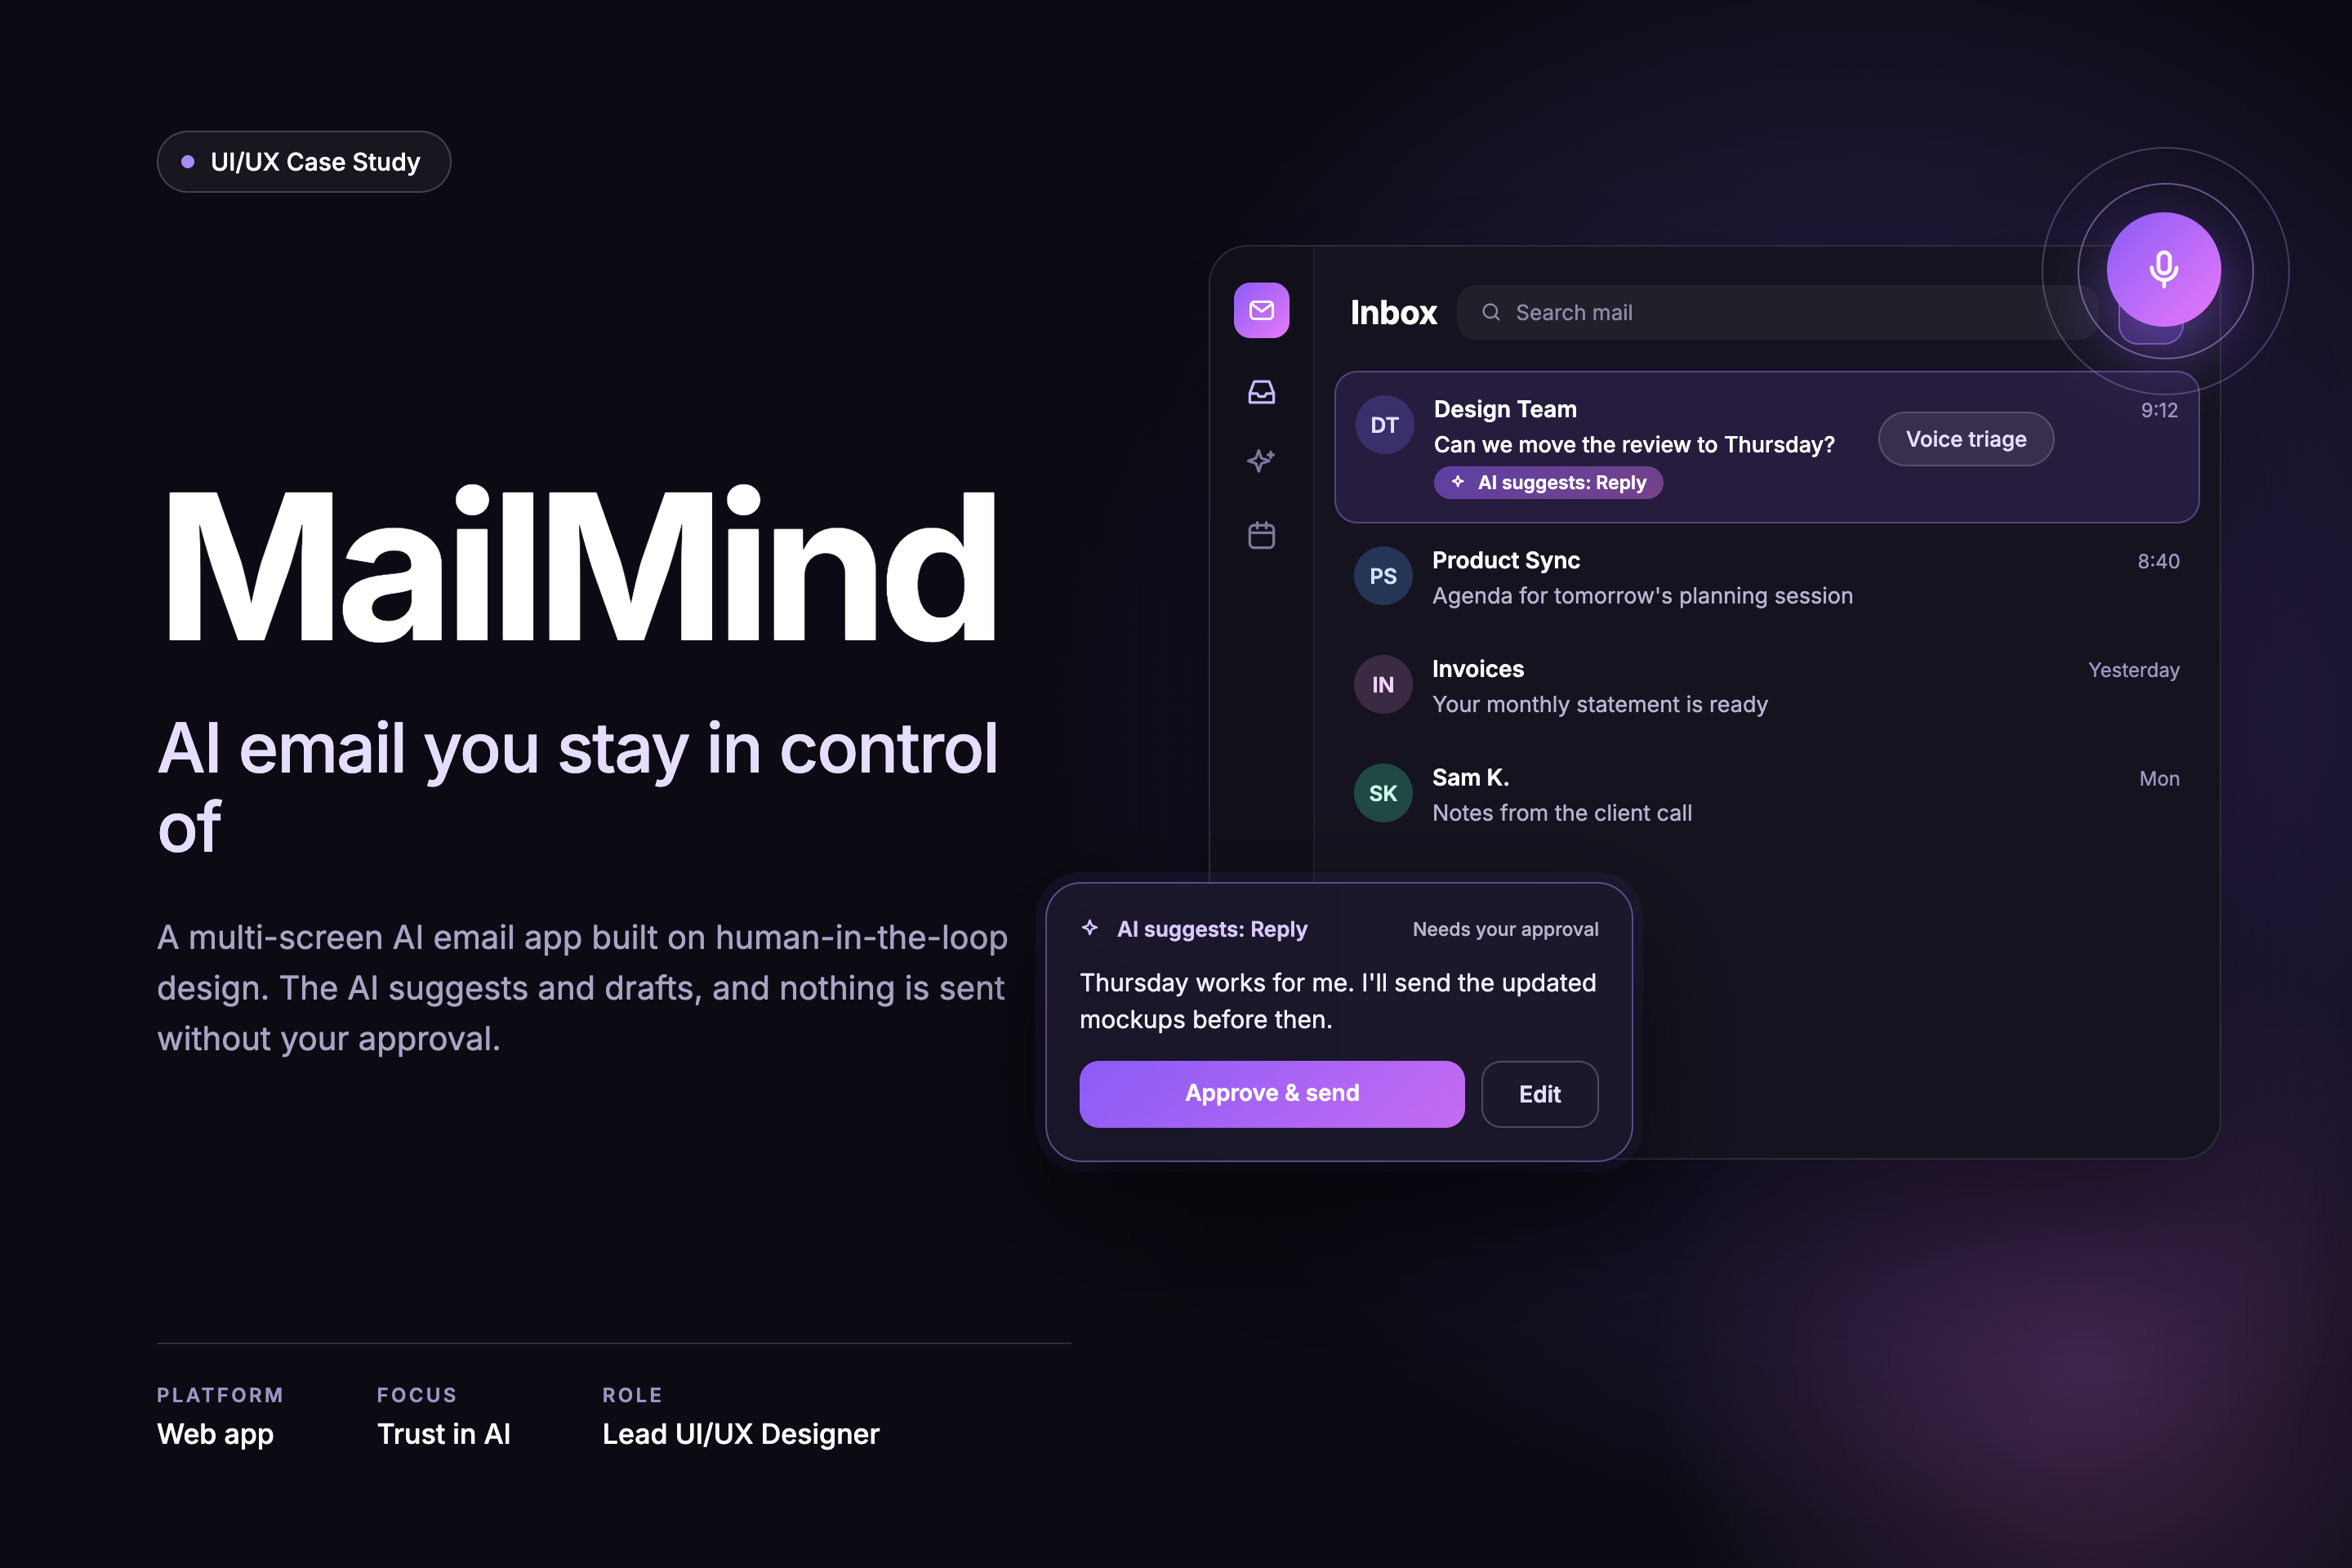 UI/UX Case Study
MailMind
AI email you stay in control
of
A multi-screen AI email app built on human-in-the-loop
design. The AI suggests and drafts, and nothing is sent
without your approval.
PLATFORM
Web app
FOCUS
Trust in AI
ROLE
Lead UI/UX Designer
Inbox
Search mail
DT
Design Team
9:12
Can we move the review to Thursday?
Voice triage
AI suggests: Reply
PS
Product Sync
8:40
Agenda for tomorrow's planning session
IN
Invoices
Yesterday
Your monthly statement is ready
SK
Sam K.
Mon
Notes from the client call
AI suggests: Reply
Needs your approval
Thursday works for me. I'll send the updated
mockups before then.
Approve & send
Edit